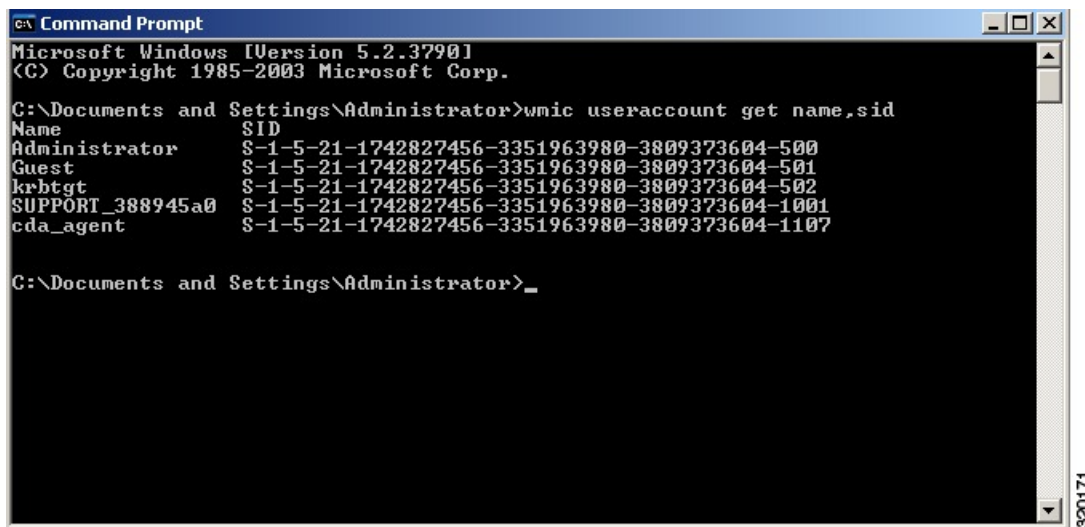 Command Prompt
Microsoft Windows [Version 5.2.3790]
(C) Copyright 1985-2003 Microsoft Corp.
C:\Documents and Settings\Administrator>wmic useraccount get name,sid
Name SID
Administrator S-1-5-21-1742827456-3351963980-3809373604-500
Guest S-1-5-21-1742827456-3351963980-3809373604-501
krbtgt S-1-5-21-1742827456-3351963980-3809373604-502
SUPPORT_388945a0 S-1-5-21-1742827456-3351963980-3809373604-1001
cda_agent S-1-5-21-1742827456-3351963980-3809373604-1107
C:\Documents and Settings\Administrator>_
320171